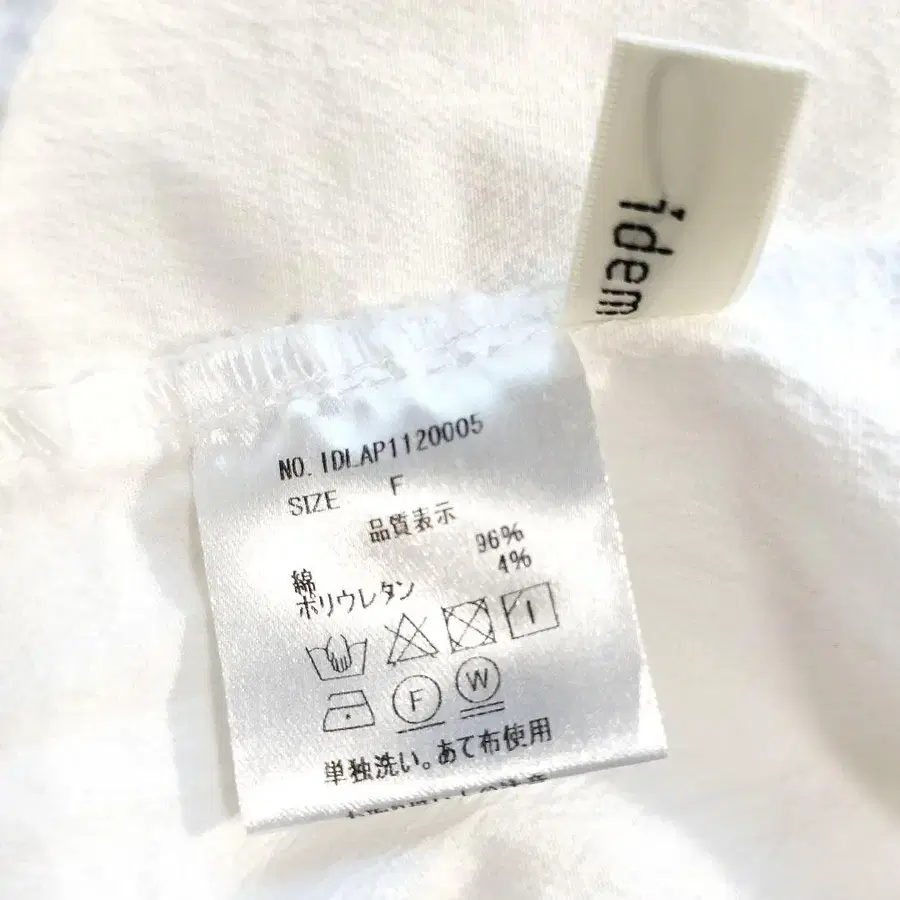 idem
NO. IDLAP1120005
SIZE F
品質表示
綿 96%
ポリウレタン 4%
F W
単独洗い。あて布使用